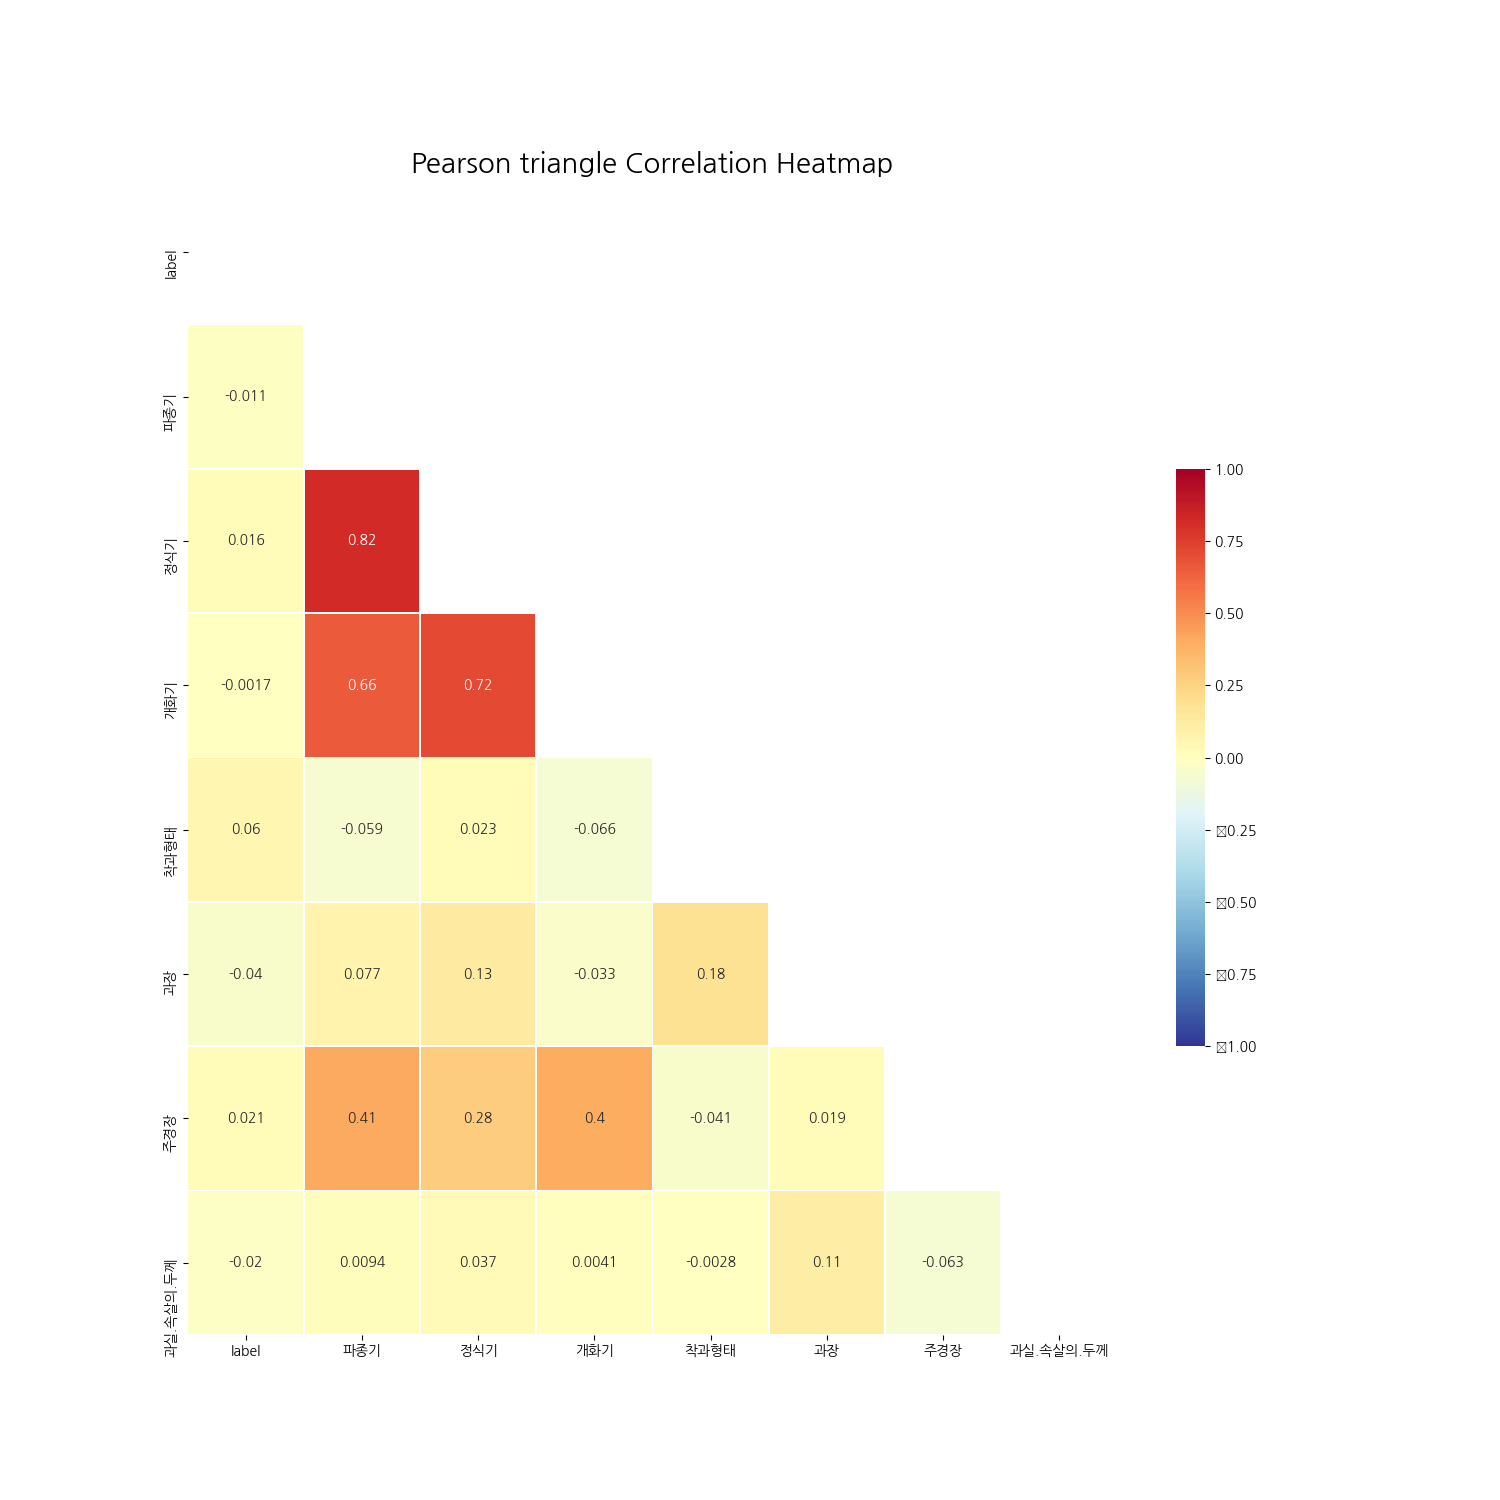 Pearson triangle Correlation Heatmap
label
파종기
-0.011
정식기
0.016 0.82
개화기
-0.0017 0.66 0.72
착과형태
0.06 -0.059 0.023 -0.066
과장
-0.04 0.077 0.13 -0.033 0.18
주경장
0.021 0.41 0.28 0.4 -0.041 0.019
과실.속살의.두께
-0.02 0.0094 0.037 0.0041 -0.0028 0.11 -0.063
label 파종기 정식기 개화기 착과형태 과장 주경장 과실.속살의.두께
1.00
0.75
0.50
0.25
0.00
☒0.25
☒0.50
☒0.75
☒1.00